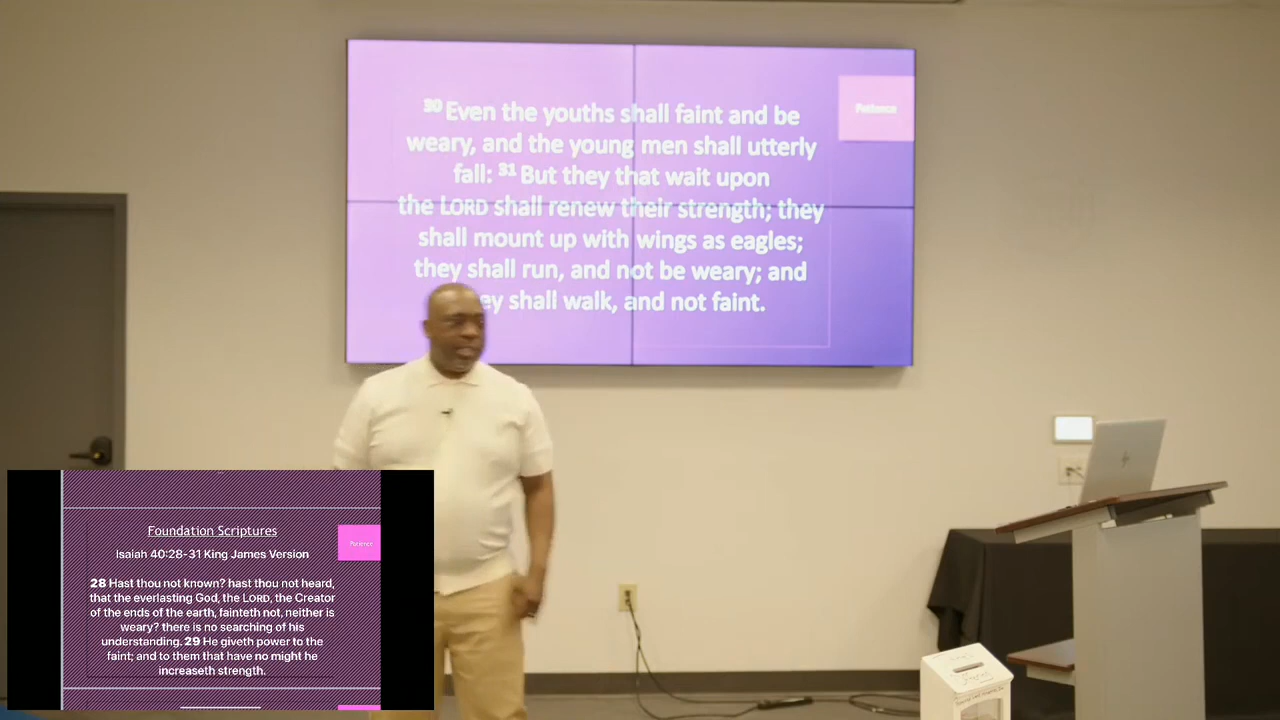 30 Even the youths shall faint and be
weary, and the young men shall utterly
fall: 31 But they that wait upon
the LORD shall renew their strength; they
shall mount up with wings as eagles;
they shall run, and not be weary; and
ey shall walk, and not faint.
Patience
Foundation Scriptures
Isaiah 40:28-31 King James Version
Patience
28 Hast thou not known? hast thou not heard,
that the everlasting God, the LORD, the Creator
of the ends of the earth, fainteth not, neither is
weary? there is no searching of his
understanding. 29 He giveth power to the
faint; and to them that have no might he
increaseth strength.